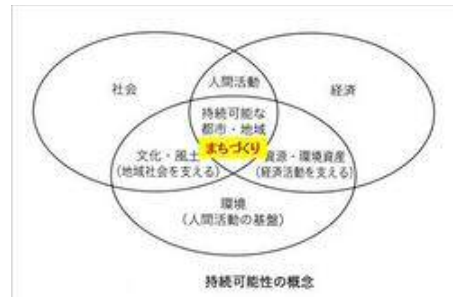 人間活動
社会
経済
持続可能な
都市・地域
まちづくり
文化・風土
(地域社会を支える)
資源・環境資産
(経済活動を支える)
環境
(人間活動の基盤)
持続可能性の概念